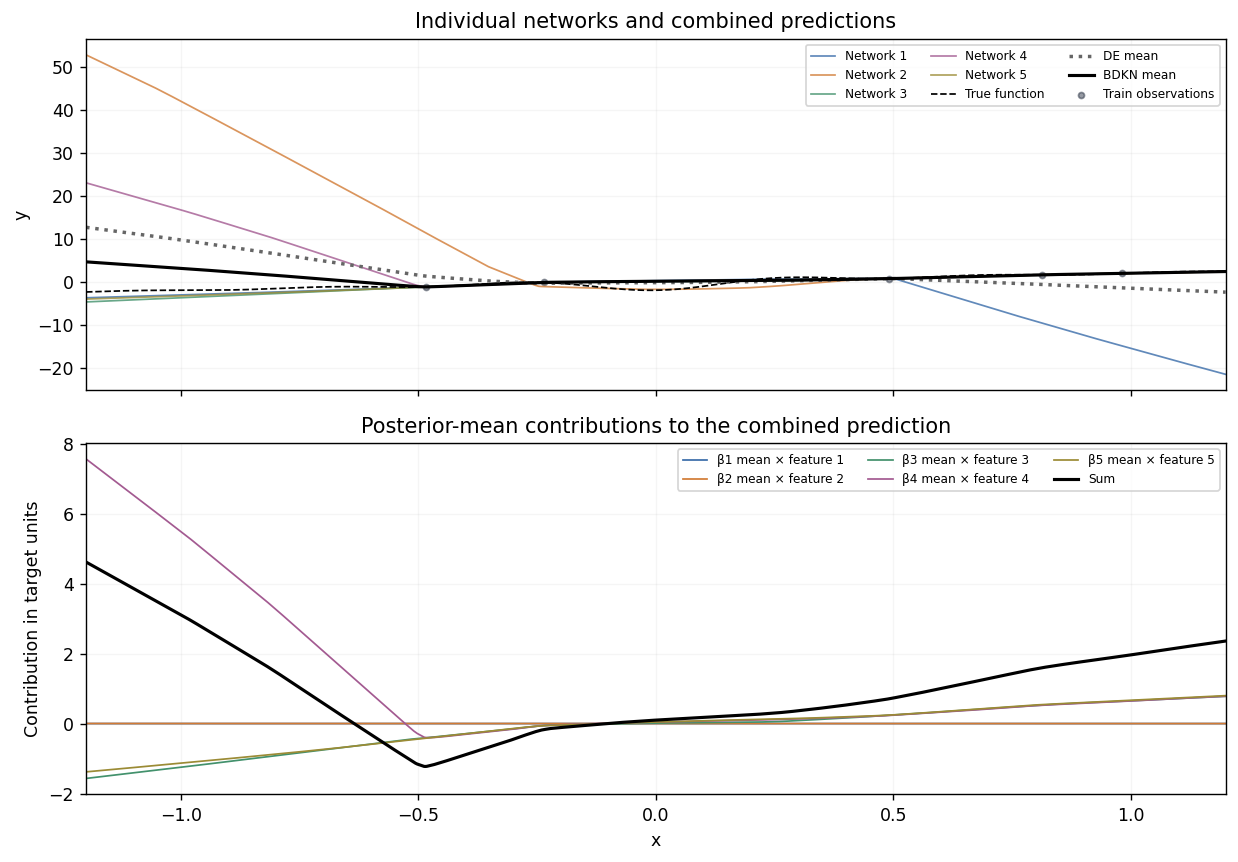 Individual networks and combined predictions
Network 1
Network 2
Network 3
Network 4
Network 5
True function
DE mean
BDKN mean
Train observations
50
40
30
20
10
0
−10
−20
y
Posterior-mean contributions to the combined prediction
β1 mean × feature 1
β2 mean × feature 2
β3 mean × feature 3
β4 mean × feature 4
β5 mean × feature 5
Sum
8
6
4
2
0
−2
Contribution in target units
−1.0
−0.5
0.0
0.5
1.0
x